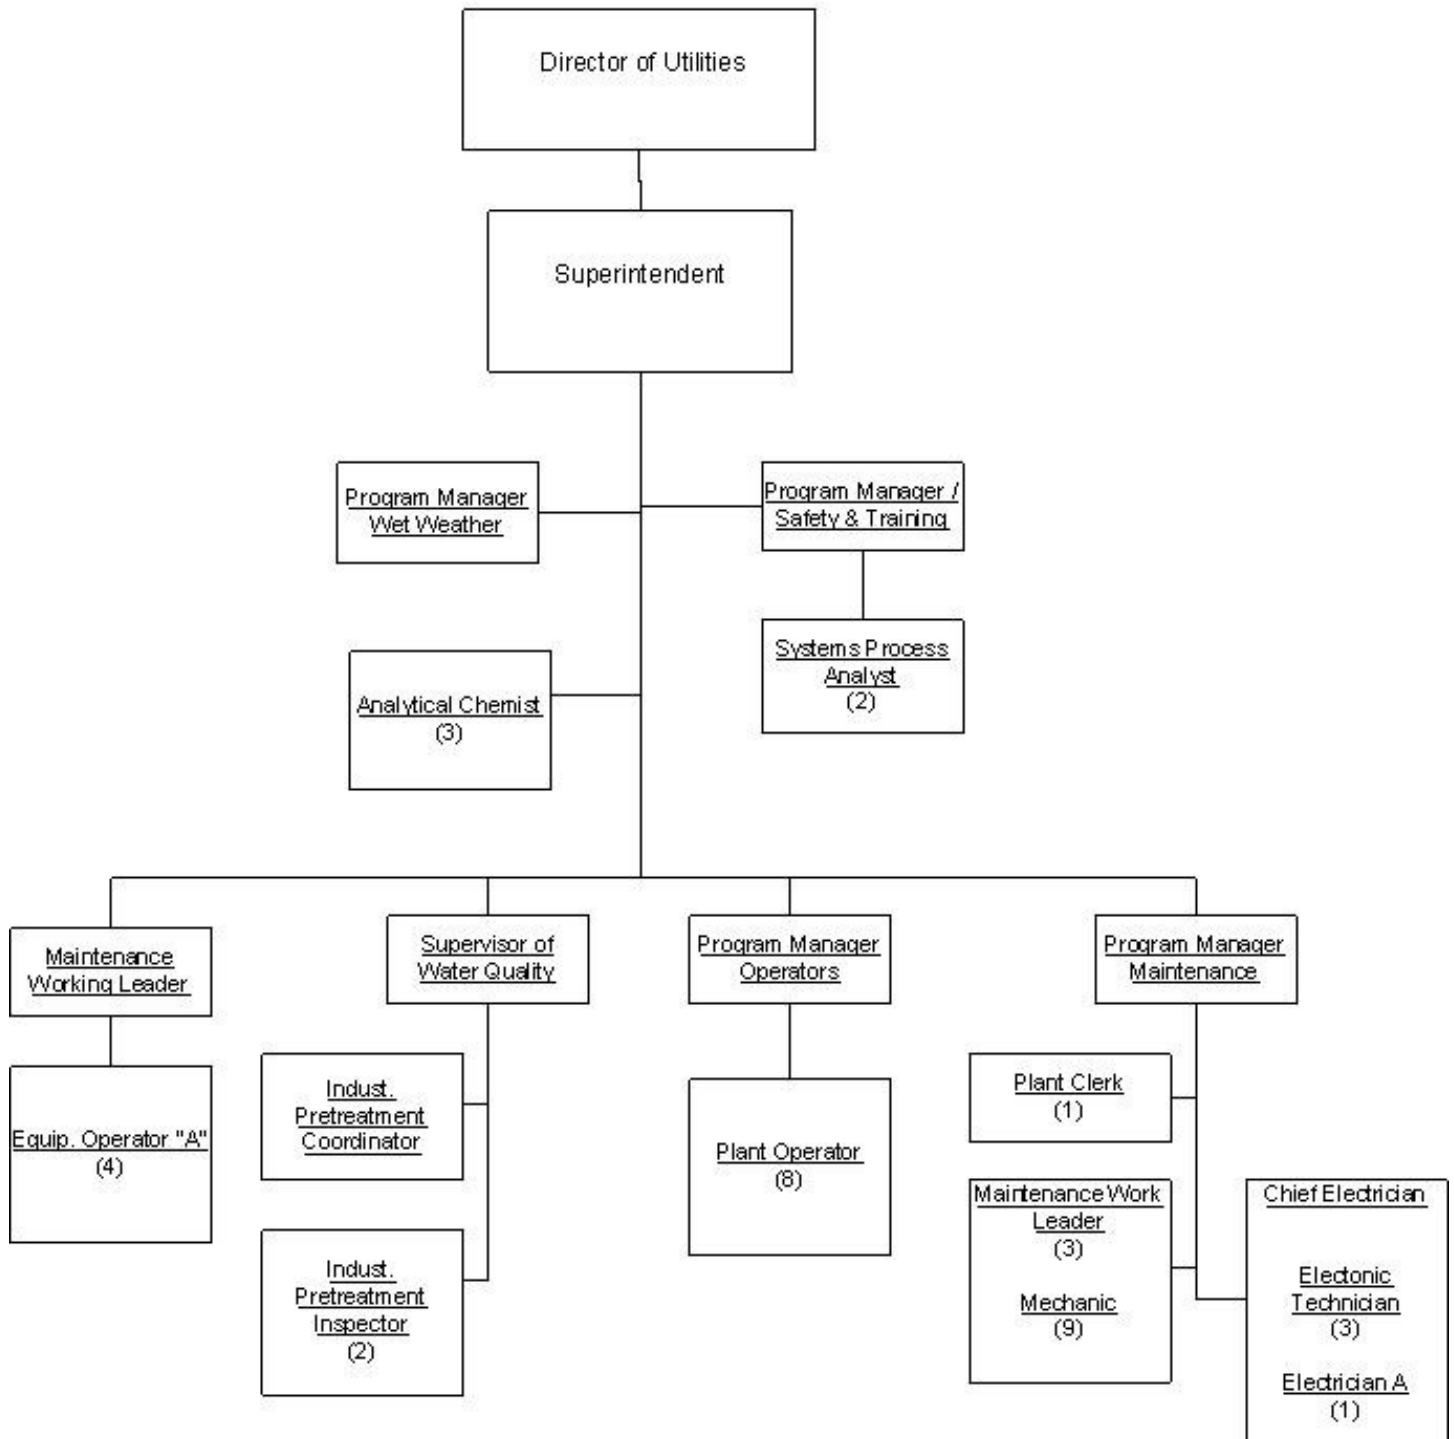 Director of Utilities
Superintendent
Program Manager
Wet Weather
Program Manager /
Safety & Training
Systems Process
Analyst
(2)
Analytical Chemist
(3)
Maintenance
Working Leader
Supervisor of
Water Quality
Program Manager
Operators
Program Manager
Maintenance
Equip. Operator "A"
(4)
Indust.
Pretreatment
Coordinator
Indust.
Pretreatment
Inspector
(2)
Plant Operator
(8)
Plant Clerk
(1)
Maintenance Work
Leader
(3)
Mechanic
(9)
Chief Electrician
Electonic
Technician
(3)
Electrician A
(1)